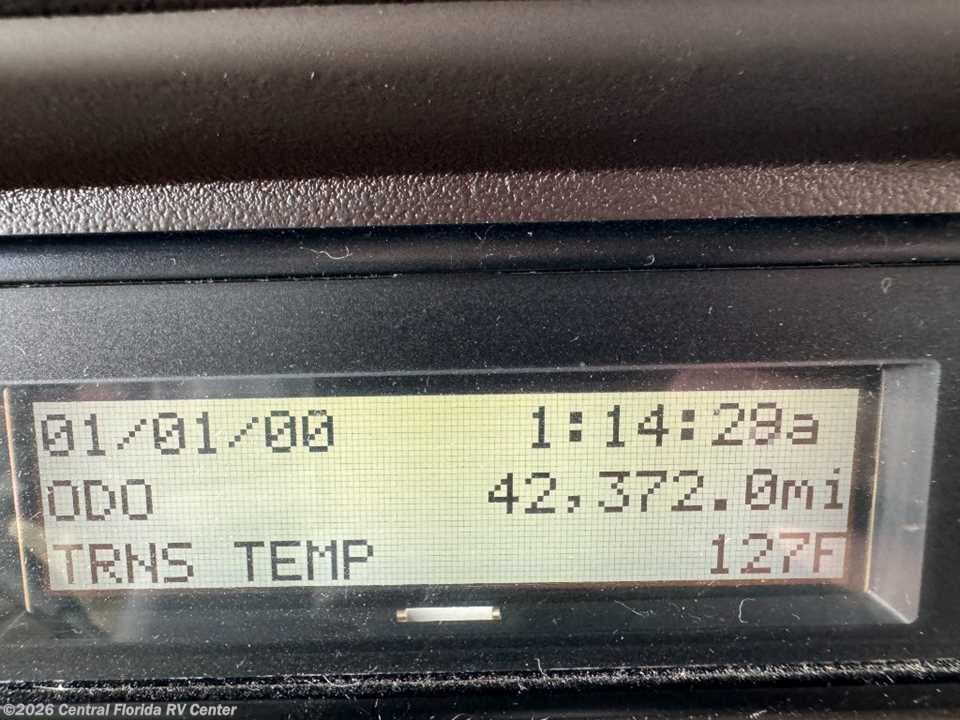 01/01/00 1:14:28a
ODO 42,372.0mi
TRNS TEMP 127F
©2026 Central Florida RV Center